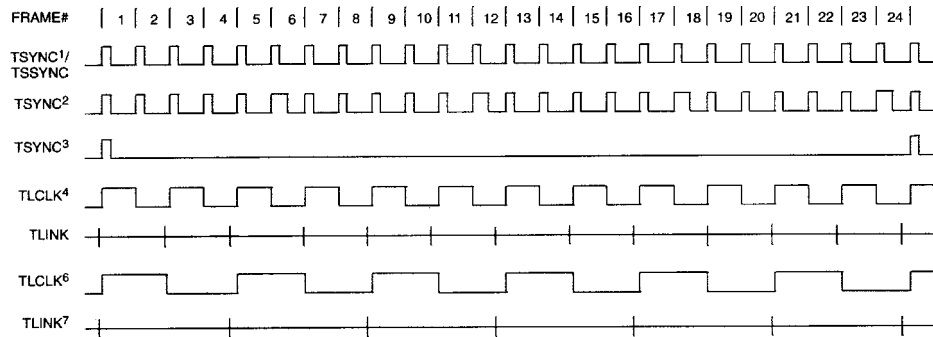 FRAME# 1 2 3 4 5 6 7 8 9 10 11 12 13 14 15 16 17 18 19 20 21 22 23 24
TSYNC1/
TSSYNC
TSYNC2
TSYNC3
TLCLK4
TLINK
TLCLK6
TLINK7